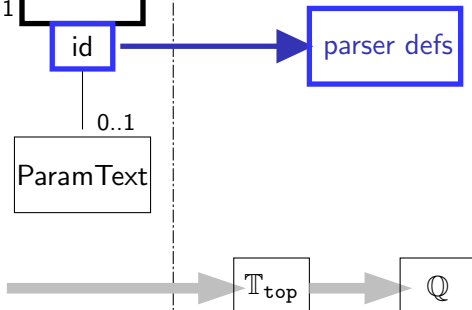 1
id
parser defs
0..1
ParamText
𝕋top
ℚ